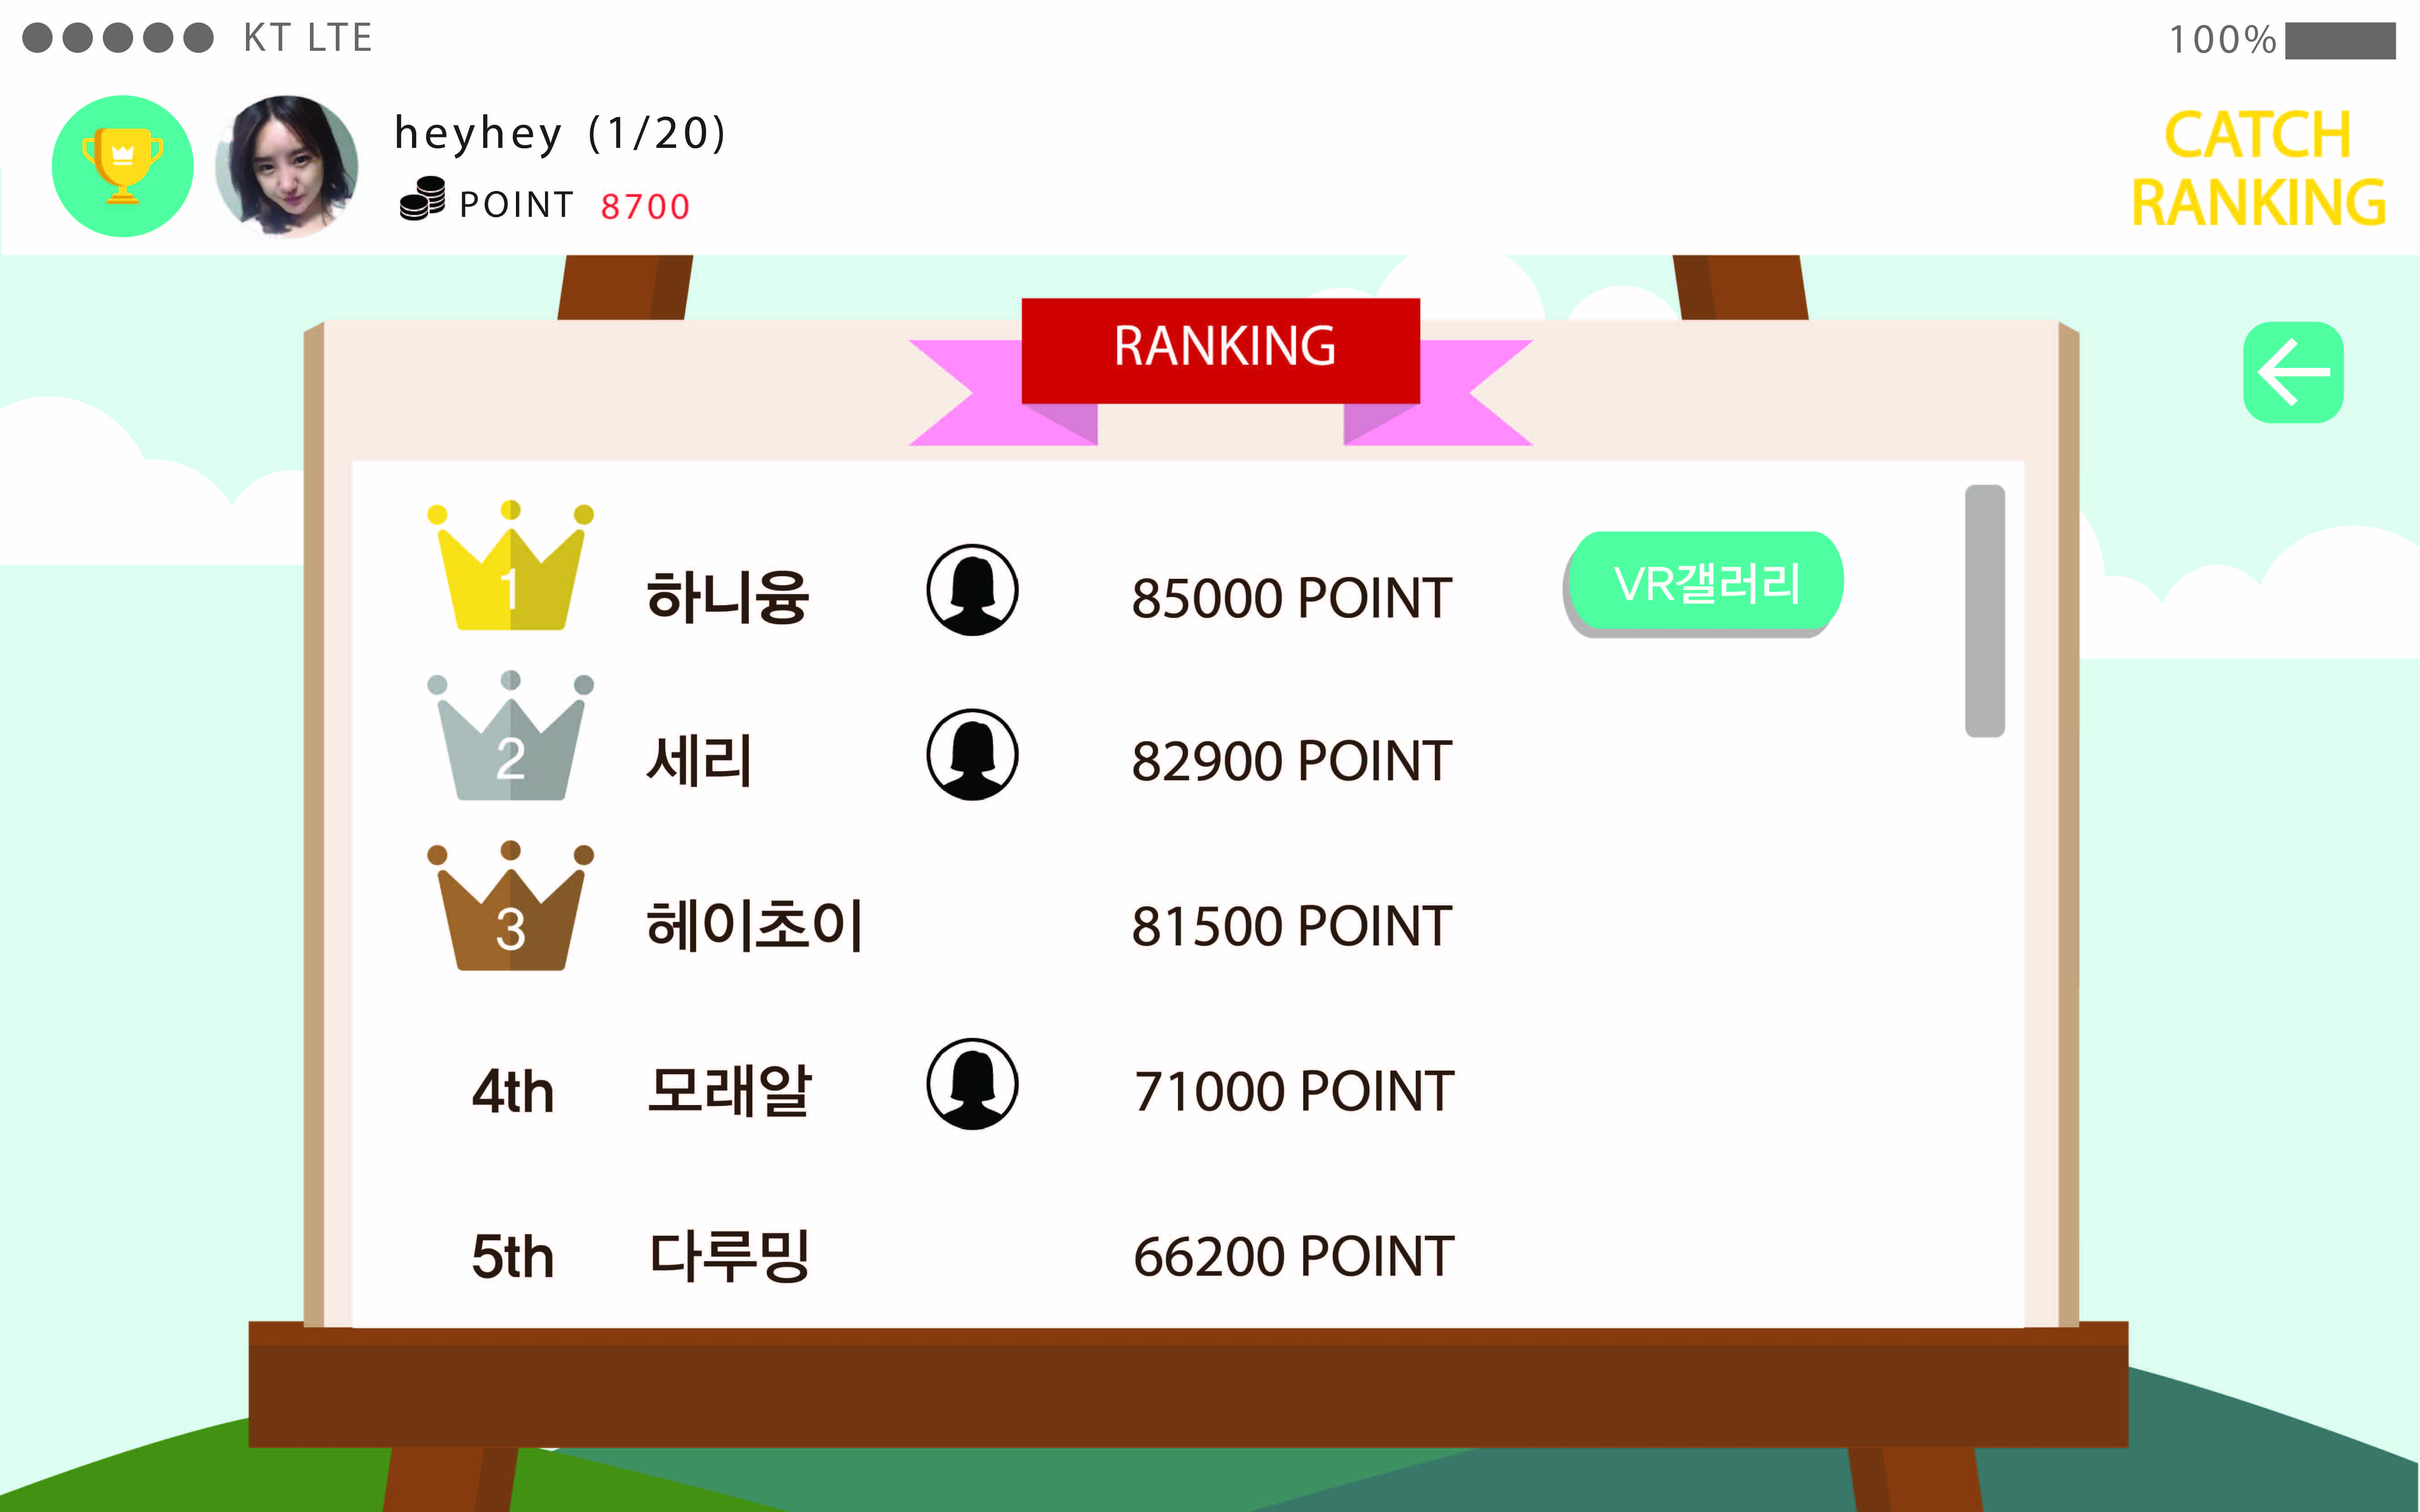 KT LTE
100%
heyhey (1/20)
POINT 8700
CATCH
RANKING
RANKING
1 하니융 85000 POINT VR갤러리
2 세리 82900 POINT
3 헤이초이 81500 POINT
4th 모래알 71000 POINT
5th 다루밍 66200 POINT